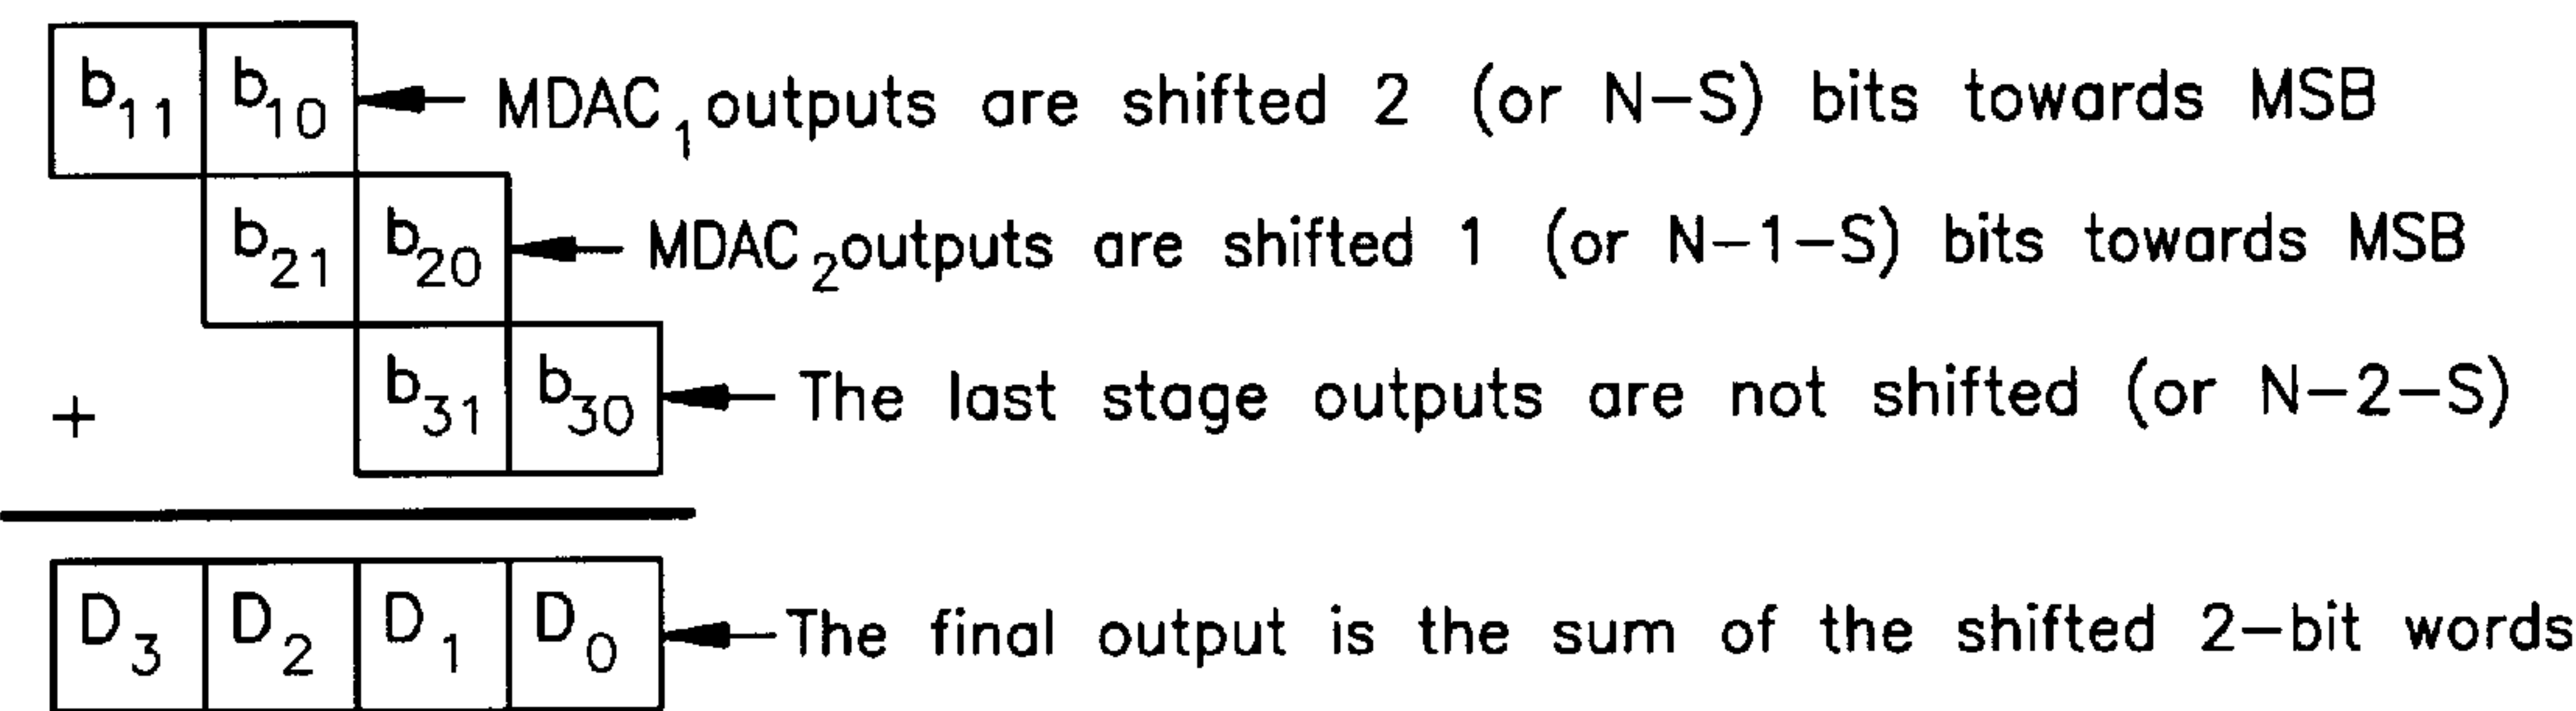 b11 b10 MDAC1 outputs are shifted 2 (or N-S) bits towards MSB
b21 b20 MDAC2 outputs are shifted 1 (or N-1-S) bits towards MSB
+ b31 b30 The last stage outputs are not shifted (or N-2-S)
D3 D2 D1 D0 The final output is the sum of the shifted 2-bit words